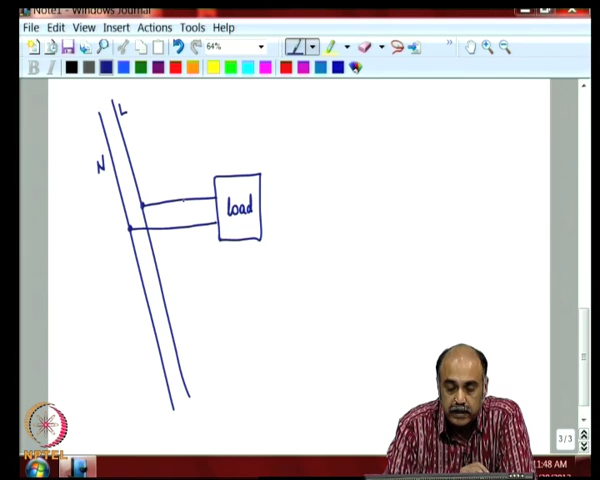 Note1 - Windows Journal
File Edit View Insert Actions Tools Help
64%
B I
L
N
load
3/3
NPTEL
11:48 AM